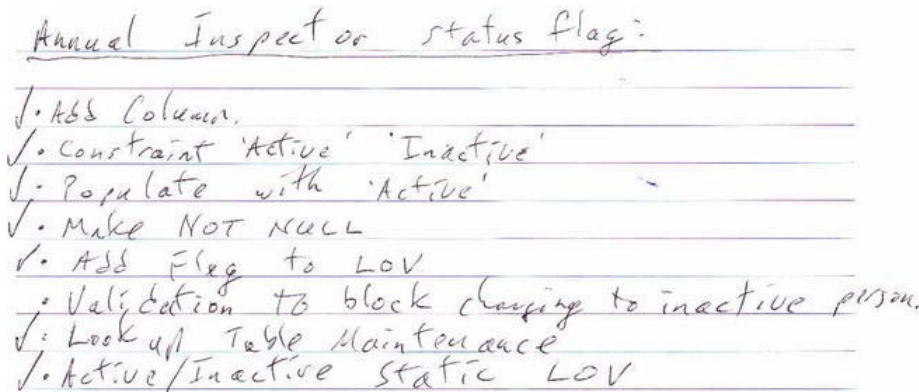 Annual Inspector status flag:
✓• Add Column.
✓• Constraint 'Active' 'Inactive'
✓• Populate with 'Active'
✓• Make NOT NULL
✓• Add Flag to LOV
• Validation to block changing to inactive person.
✓• Look up Table Maintenance
✓• Active/Inactive static LOV